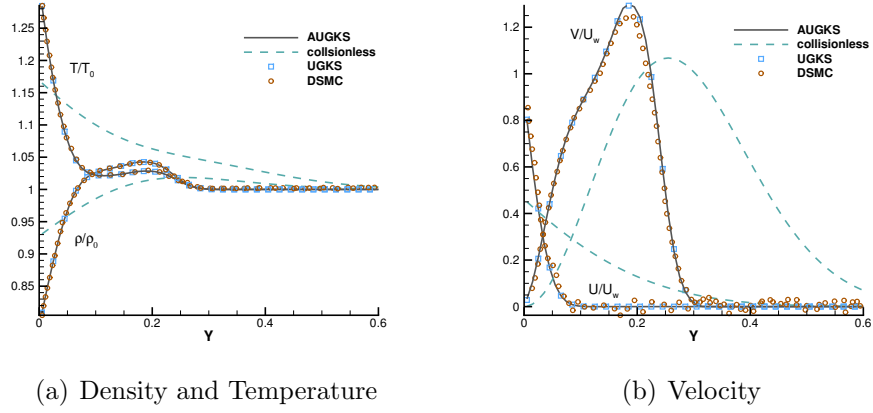 AUGKS
collsionless
UGKS
DSMC
T/T₀
ρ/ρ₀
1.25
1.2
1.15
1.1
1.05
1
0.95
0.9
0.85
0
0.2
0.4
0.6
Y
(a) Density and Temperature
AUGKS
collsionless
UGKS
DSMC
V/U_w
U/U_w
1.2
1
0.8
0.6
0.4
0.2
0
0
0.2
0.4
0.6
Y
(b) Velocity